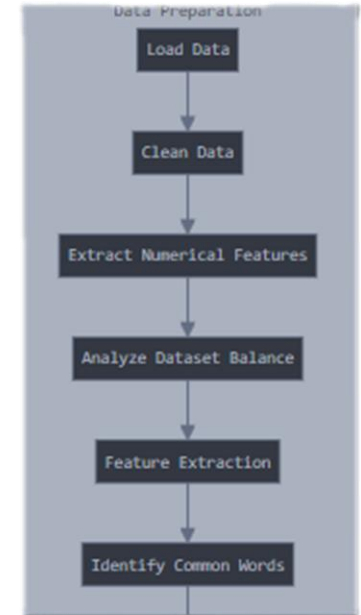 Data Preparation
Load Data
Clean Data
Extract Numerical Features
Analyze Dataset Balance
Feature Extraction
Identify Common Words